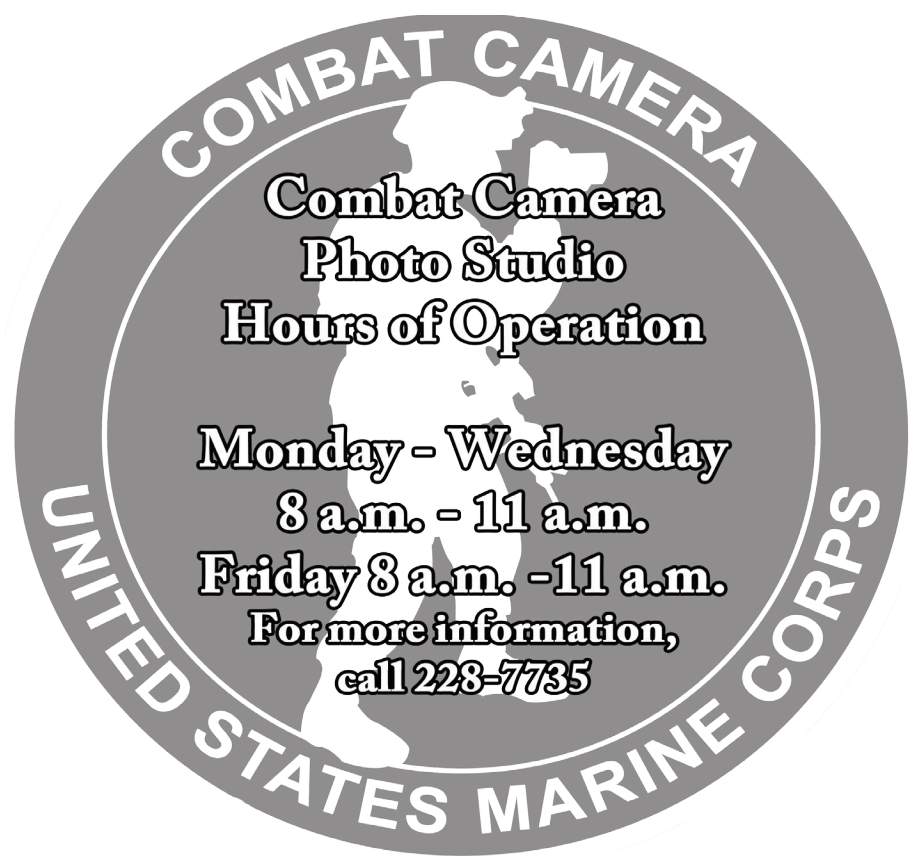 COMBAT CAMERA
Combat Camera
Photo Studio
Hours of Operation
Monday - Wednesday
8 a.m. - 11 a.m.
Friday 8 a.m. -11 a.m.
For more information,
call 228-7735
UNITED STATES MARINE CORPS